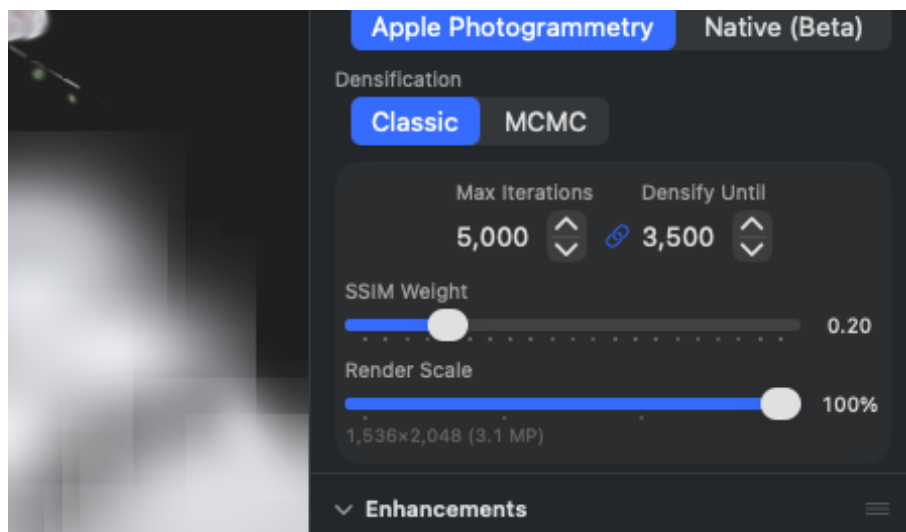 Apple Photogrammetry Native (Beta)
Densification
Classic MCMC
Max Iterations Densify Until
5,000 3,500
SSIM Weight
0.20
Render Scale
100%
1,536×2,048 (3.1 MP)
Enhancements